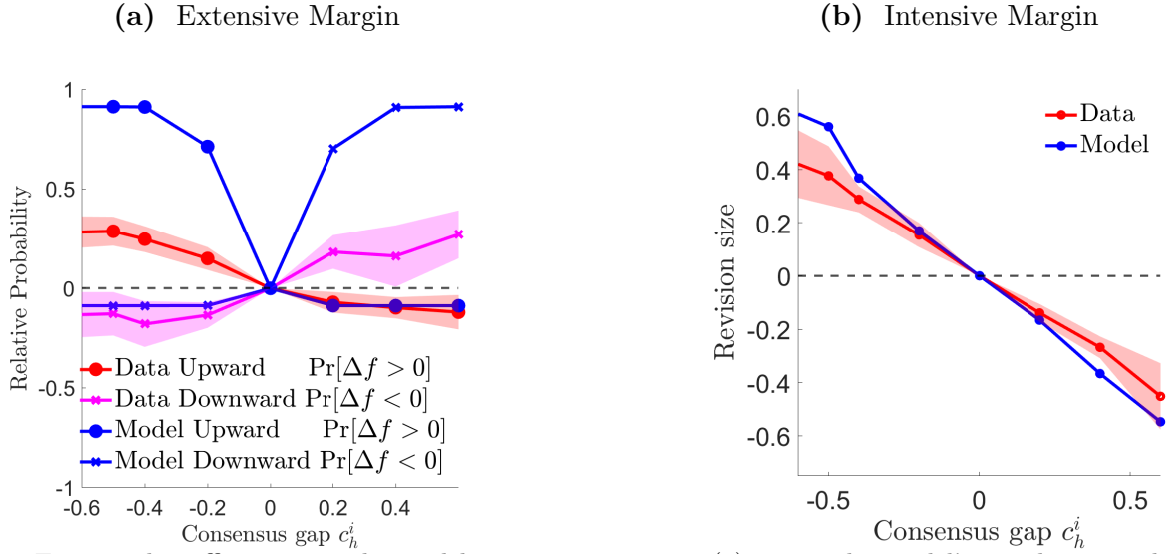 (a) Extensive Margin
1
0.5
0
-0.5
-1
-0.6 -0.4 -0.2 0 0.2 0.4
Relative Probability
Consensus gap c_h^i
Data Upward Pr[Δf > 0]
Data Downward Pr[Δf < 0]
Model Upward Pr[Δf > 0]
Model Downward Pr[Δf < 0]
(b) Intensive Margin
0.6
0.4
0.2
0
-0.2
-0.4
-0.6
-0.5 0 0.5
Revision size
Consensus gap c_h^i
Data
Model